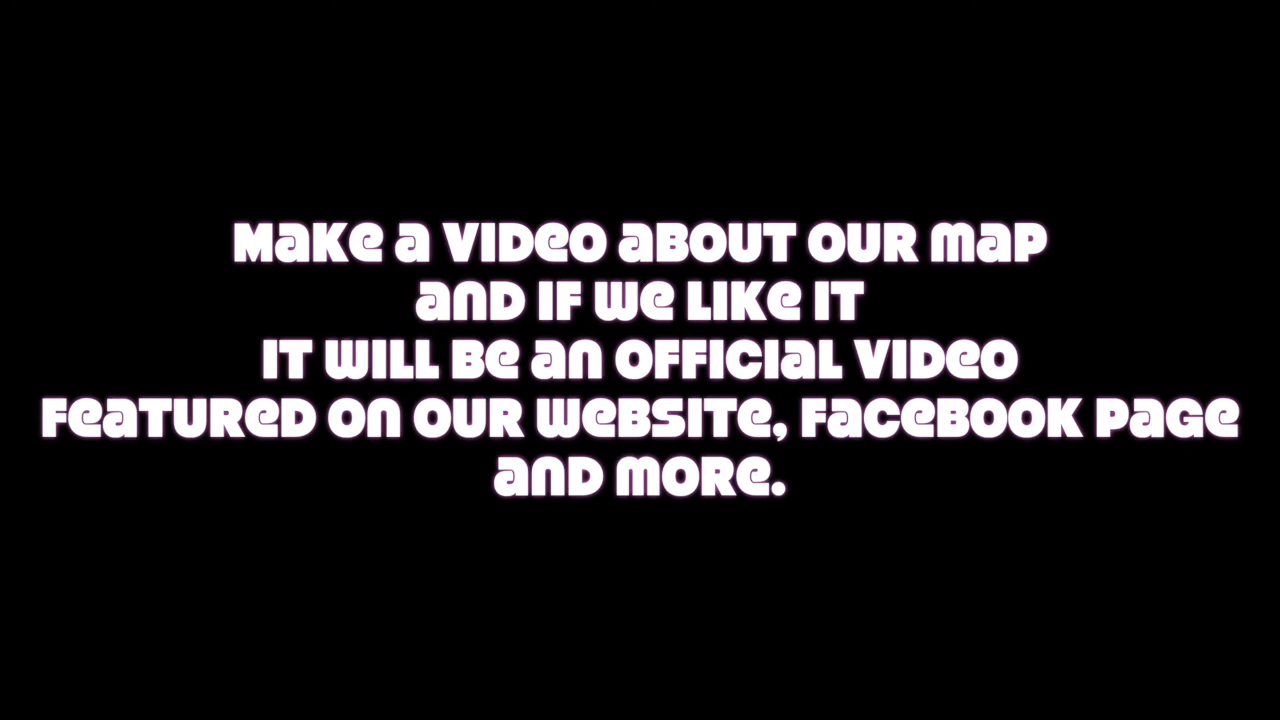 Make a video about our map
and if we like it
it will be an official video
featured on our website, facebook page
and more.